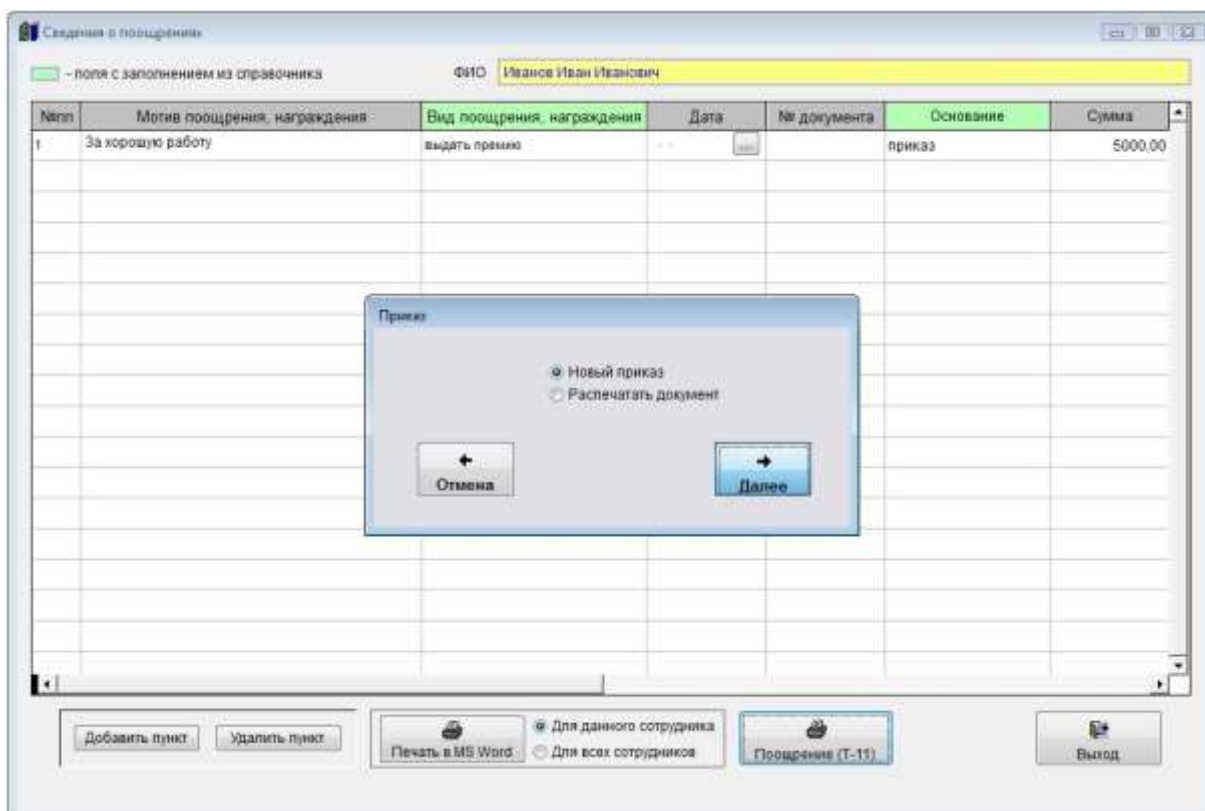 Сведения о поощрениях
- поля с заполнением из справочника
ФИО Иванов Иван Иванович
№пп Мотив поощрения, награждения Вид поощрения, награждения Дата № документа Основание Сумма
1 За хорошую работу выдать премию ... приказ 5000,00
Приказ
Новый приказ
Распечатать документ
Отмена Далее
Добавить пункт Удалить пункт Печать в MS Word Для данного сотрудника
Для всех сотрудников
Поощрение (Т-11) Выход